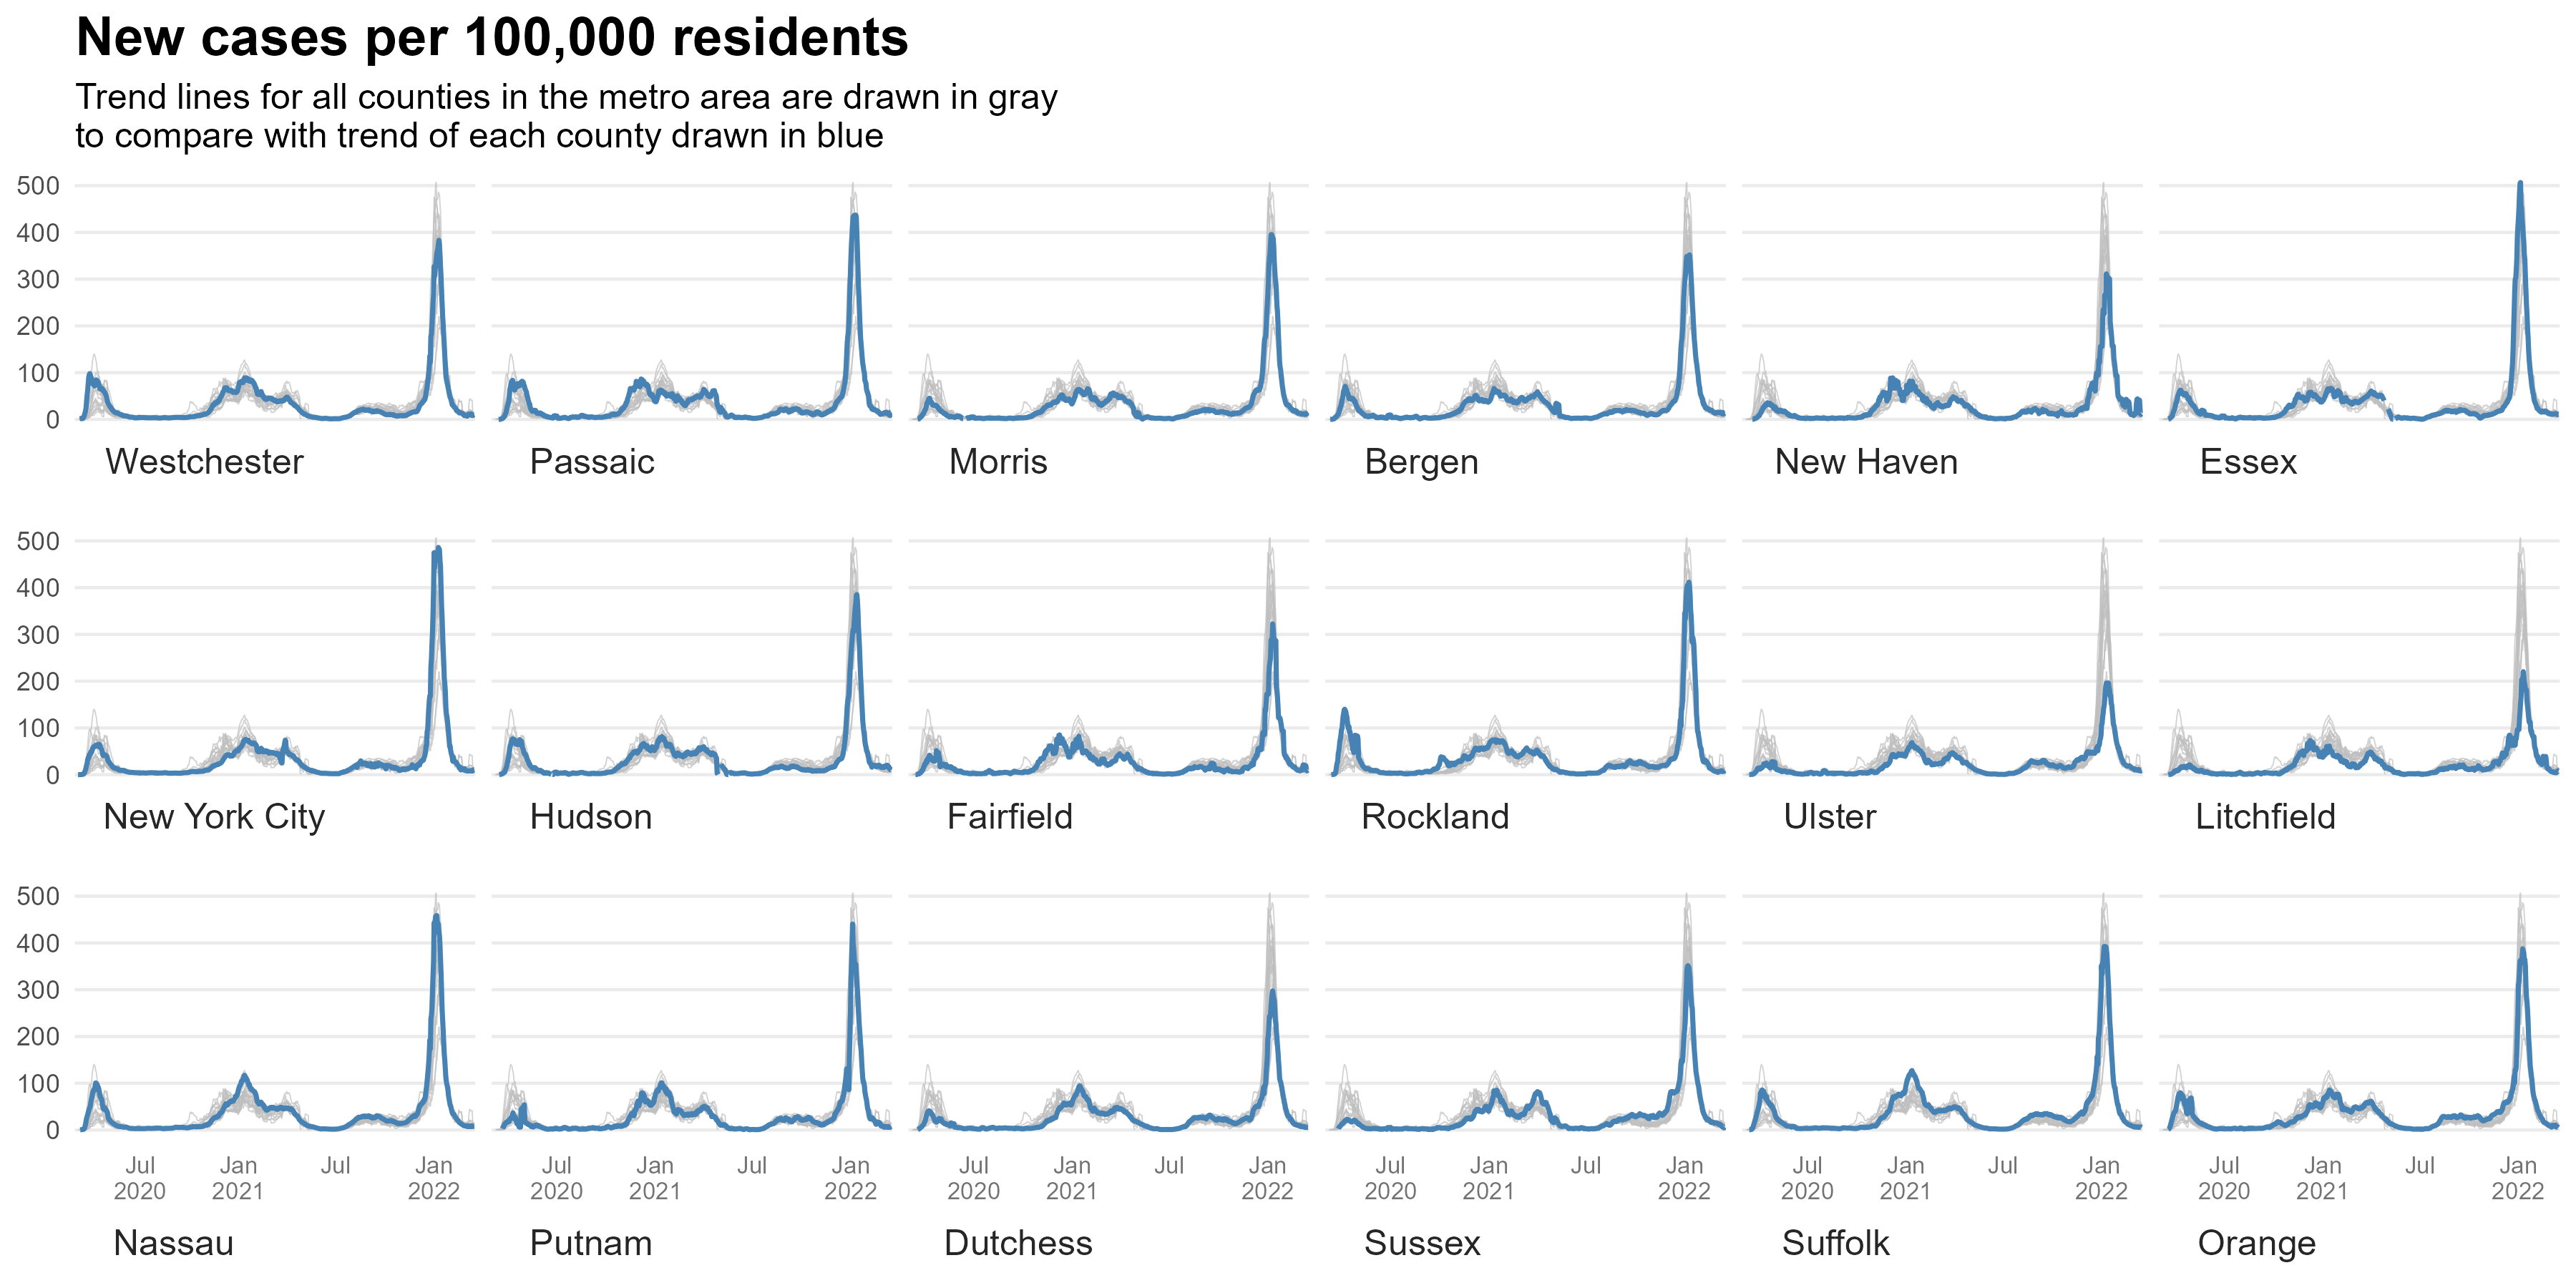 New cases per 100,000 residents
Trend lines for all counties in the metro area are drawn in gray
to compare with trend of each county drawn in blue
500
400
300
200
100
0
Westchester Passaic Morris Bergen New Haven Essex
500
400
300
200
100
0
New York City Hudson Fairfield Rockland Ulster Litchfield
500
400
300
200
100
0
Jul Jan Jul Jan Jul Jan Jul Jan Jul Jan Jul Jan Jul Jan Jul Jan Jul Jan Jul Jan Jul Jan Jul Jan
2020 2021 2022 2020 2021 2022 2020 2021 2022 2020 2021 2022 2020 2021 2022 2020 2021 2022
Nassau Putnam Dutchess Sussex Suffolk Orange